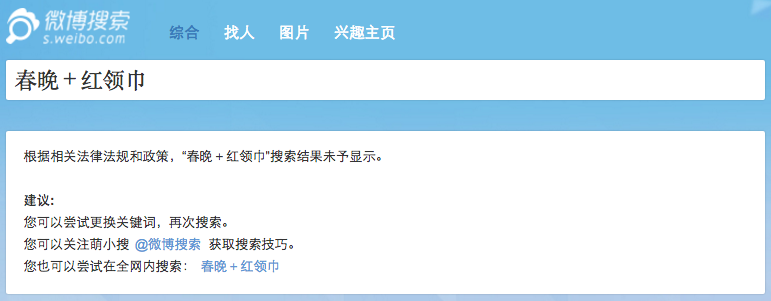 微博搜索
s.weibo.com
综合 找人 图片 兴趣主页
春晚＋红领巾
根据相关法律法规和政策，“春晚＋红领巾”搜索结果未予显示。
建议：
您可以尝试更换关键词，再次搜索。
您可以关注萌小搜 @微博搜索 获取搜索技巧。
您也可以尝试在全网内搜索： 春晚＋红领巾